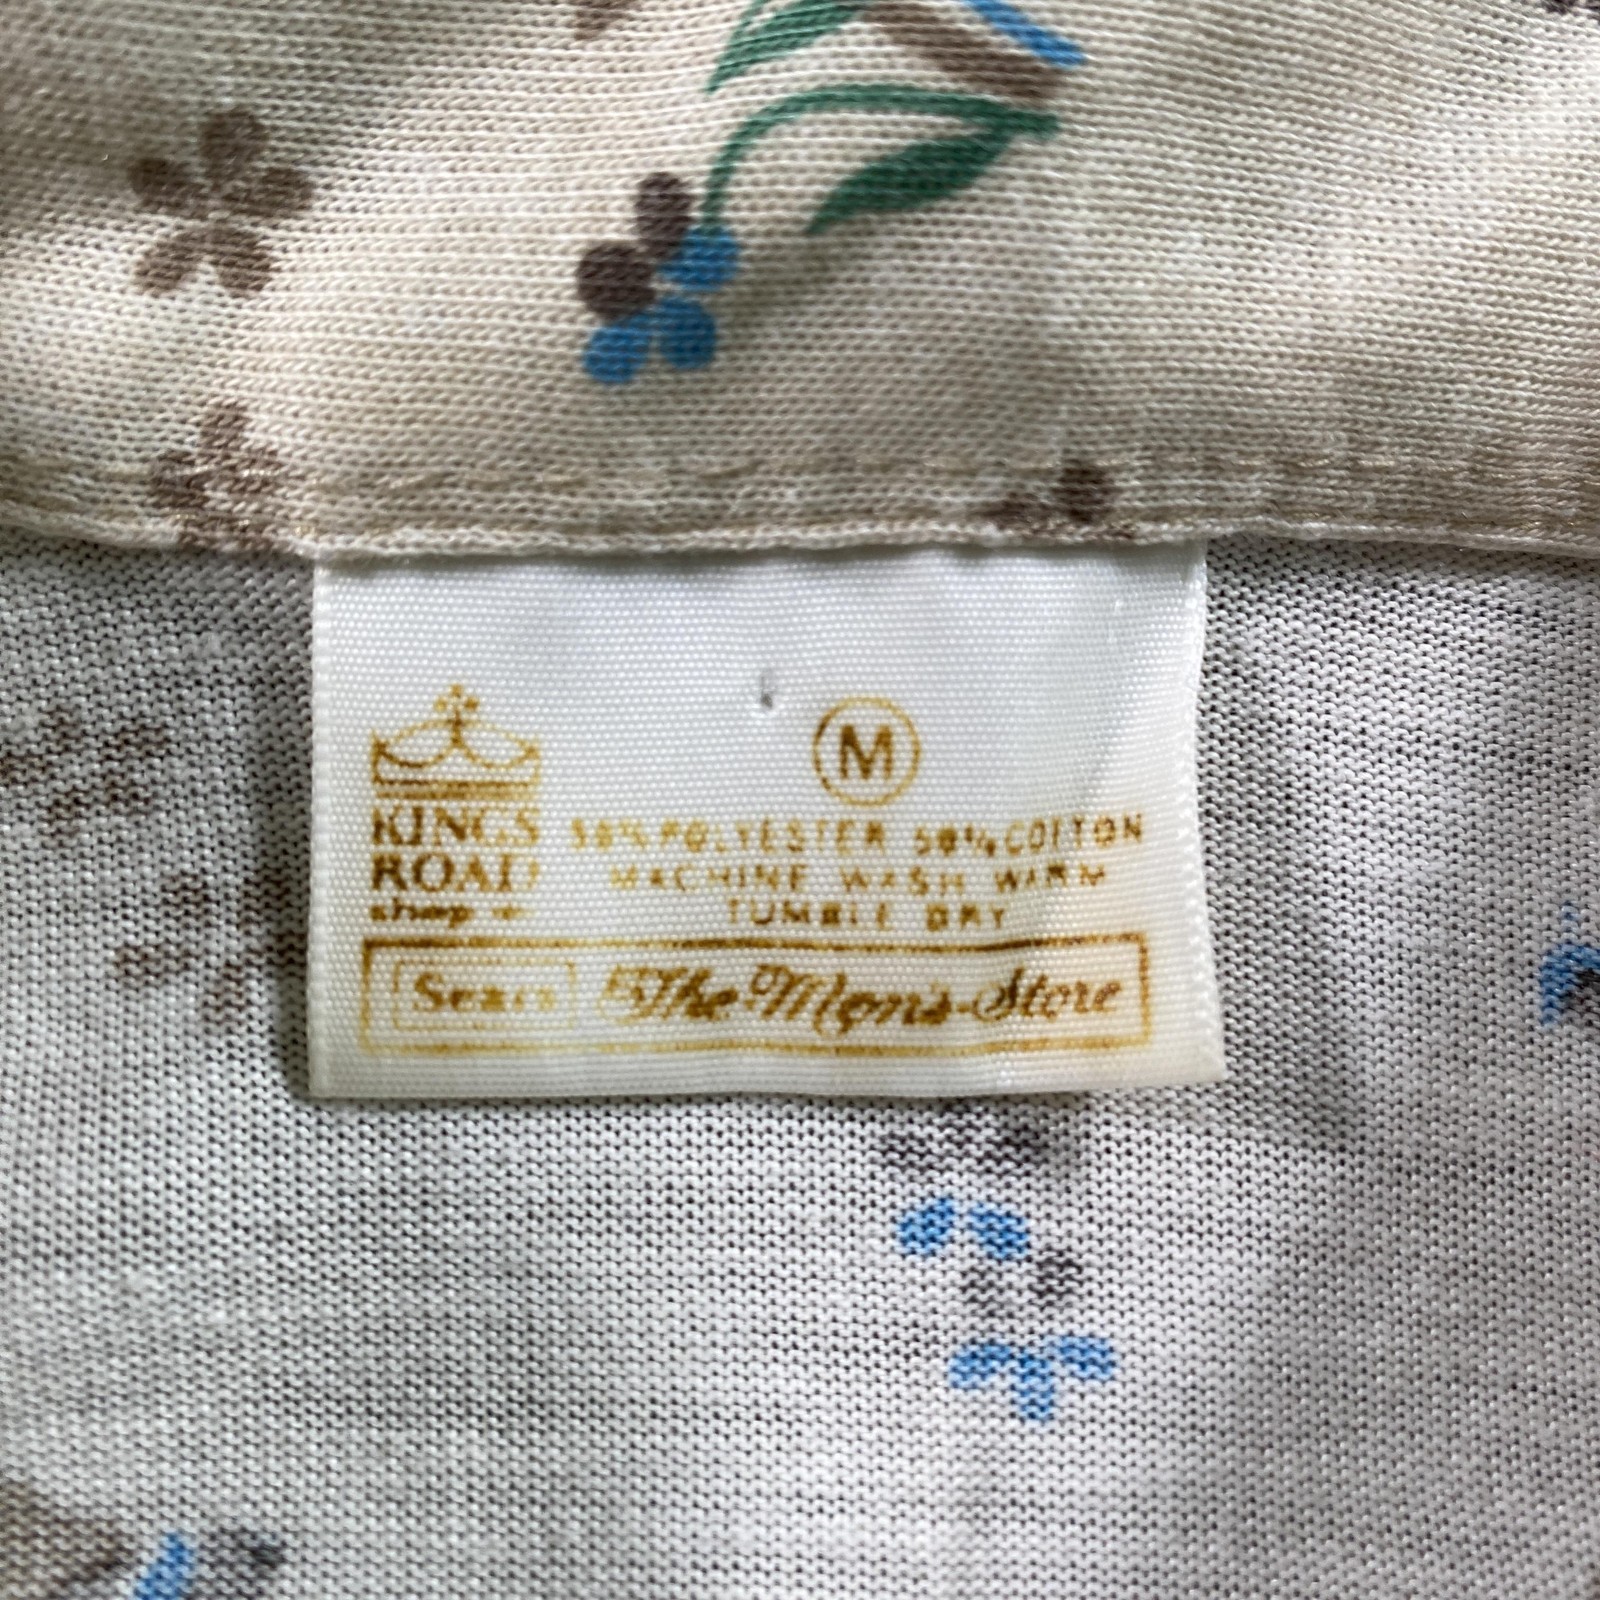 M
KINGS
ROAD
shop
50% POLYESTER 50% COTTON
MACHINE WASH WARM
TUMBLE DRY
Sears The Men's Store